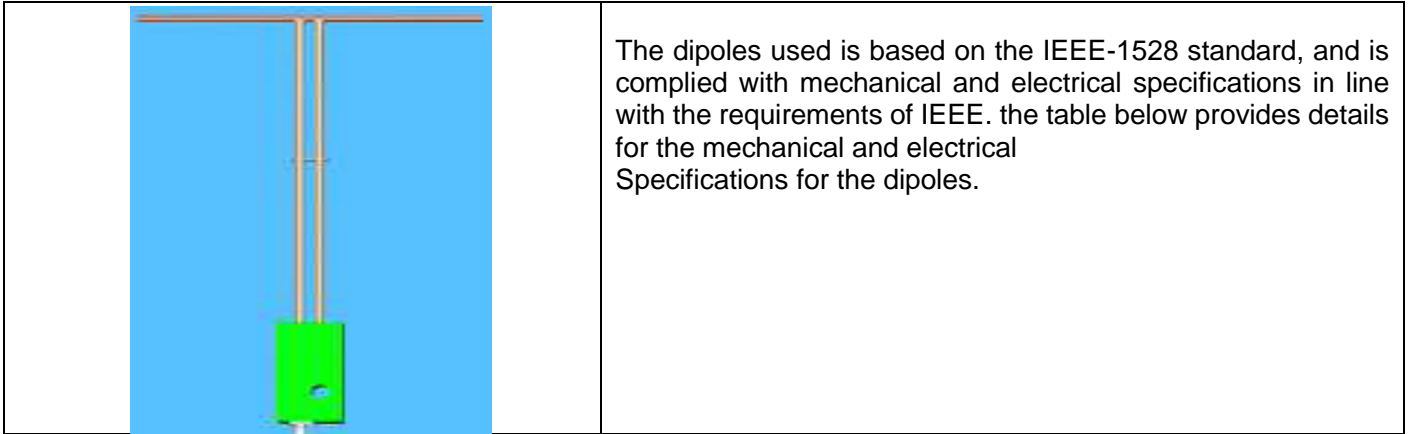 The dipoles used is based on the IEEE-1528 standard, and is
complied with mechanical and electrical specifications in line
with the requirements of IEEE. the table below provides details
for the mechanical and electrical
Specifications for the dipoles.